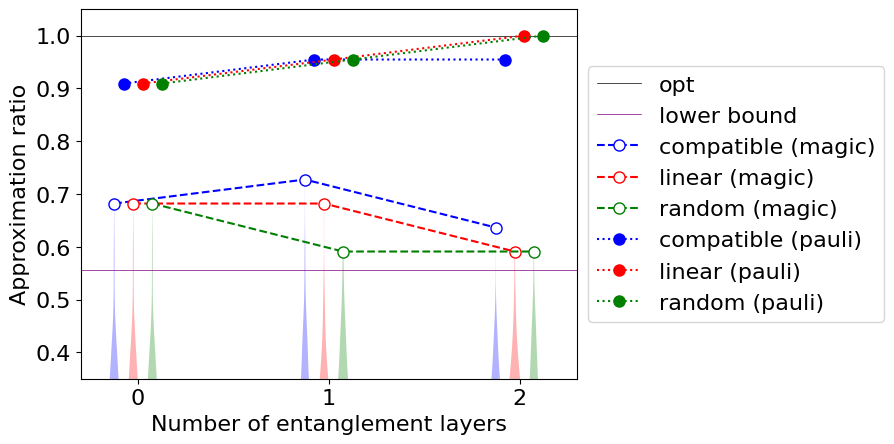 1.0
0.9
0.8
0.7
0.6
0.5
0.4
Approximation ratio
0 1 2
Number of entanglement layers
opt
lower bound
compatible (magic)
linear (magic)
random (magic)
compatible (pauli)
linear (pauli)
random (pauli)